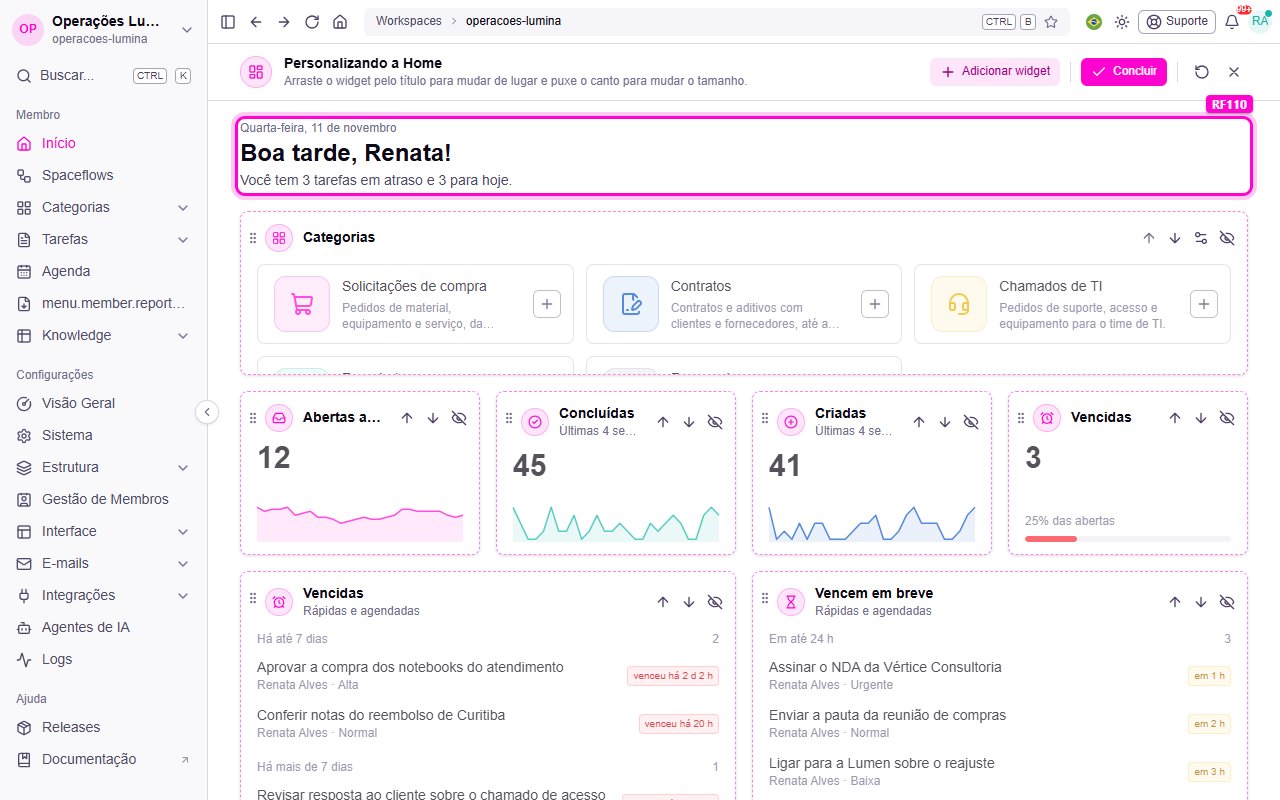 OP
Operações Lu...
operacoes-lumina
Buscar...
CTRL
K
Membro
Início
Spaceflows
Categorias
Tarefas
Agenda
menu.member.report...
Knowledge
Configurações
Visão Geral
Sistema
Estrutura
Gestão de Membros
Interface
E-mails
Integrações
Agentes de IA
Logs
Ajuda
Releases
Documentação
Workspaces
operacoes-lumina
CTRL
B
Suporte
99+
RA
Personalizando a Home
Arraste o widget pelo título para mudar de lugar e puxe o canto para mudar o tamanho.
Adicionar widget
Concluir
RF110
Quarta-feira, 11 de novembro
Boa tarde, Renata!
Você tem 3 tarefas em atraso e 3 para hoje.
Categorias
Solicitações de compra
Pedidos de material,
equipamento e serviço, da...
Contratos
Contratos e aditivos com
clientes e fornecedores, até a...
Chamados de TI
Pedidos de suporte, acesso e
equipamento para o time de TI.
Abertas a...
12
Concluídas
Últimas 4 se...
45
Criadas
Últimas 4 se...
41
Vencidas
3
25% das abertas
Vencidas
Rápidas e agendadas
Há até 7 dias
2
Aprovar a compra dos notebooks do atendimento
Renata Alves · Alta
venceu há 2 d 2 h
Conferir notas do reembolso de Curitiba
Renata Alves · Normal
venceu há 20 h
Há mais de 7 dias
1
Revisar resposta ao cliente sobre o chamado de acesso
Vencem em breve
Rápidas e agendadas
Em até 24 h
3
Assinar o NDA da Vértice Consultoria
Renata Alves · Urgente
em 1 h
Enviar a pauta da reunião de compras
Renata Alves · Normal
em 2 h
Ligar para a Lumen sobre o reajuste
Renata Alves · Baixa
em 3 h